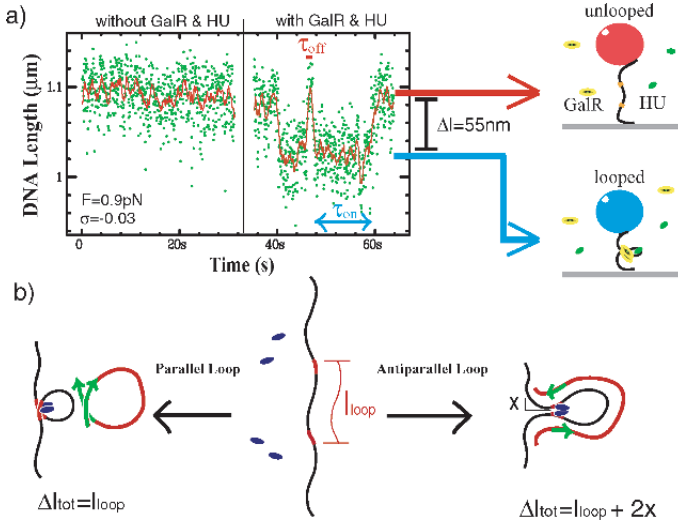 a)
without GalR & HU
with GalR & HU
unlooped
τoff
DNA Length (μm)
1.1
1
Δl=55nm
GalR
HU
looped
F=0.9pN
σ=-0.03
τon
0
20s
40s
60s
Time (s)
b)
Parallel Loop
Antiparallel Loop
lloop
X
Δltot=lloop
Δltot=lloop + 2x